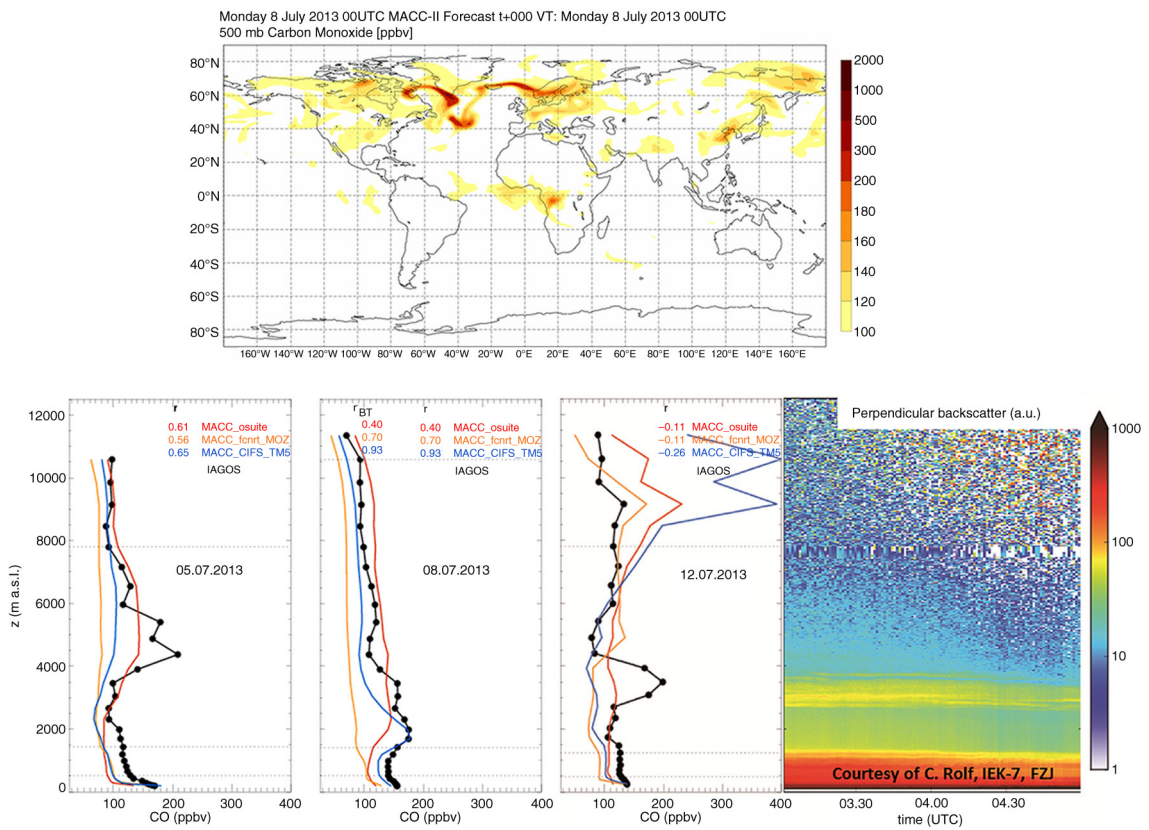 Monday 8 July 2013 00UTC MACC-II Forecast t+000 VT: Monday 8 July 2013 00UTC
500 mb Carbon Monoxide [ppbv]
80°N
60°N
40°N
20°N
0°N
20°S
40°S
60°S
80°S
160°W 140°W 120°W 100°W 80°W 60°W 40°W 20°W 0°E 20°E 40°E 60°E 80°E 100°E 120°E 140°E 160°E
2000
1000
500
300
200
180
160
140
120
100
z (m a.s.l.)
12000
10000
8000
6000
4000
2000
0
r
0.61 MACC_osuite
0.56 MACC_fcnrt_MOZ
0.65 MACC_CIFS_TM5
IAGOS
05.07.2013
100 200 300 400
CO (ppbv)
rBT r
0.40 0.40 MACC_osuite
0.70 0.70 MACC_fcnrt_MOZ
0.93 0.93 MACC_CIFS_TM5
IAGOS
08.07.2013
100 200 300 400
CO (ppbv)
r
−0.11 MACC_osuite
−0.11 MACC_fcnrt_MOZ
−0.26 MACC_CIFS_TM5
IAGOS
12.07.2013
100 200 300 400
CO (ppbv)
Perpendicular backscatter (a.u.)
Courtesy of C. Rolf, IEK-7, FZJ
03.30 04.00 04.30
time (UTC)
1000
100
10
1